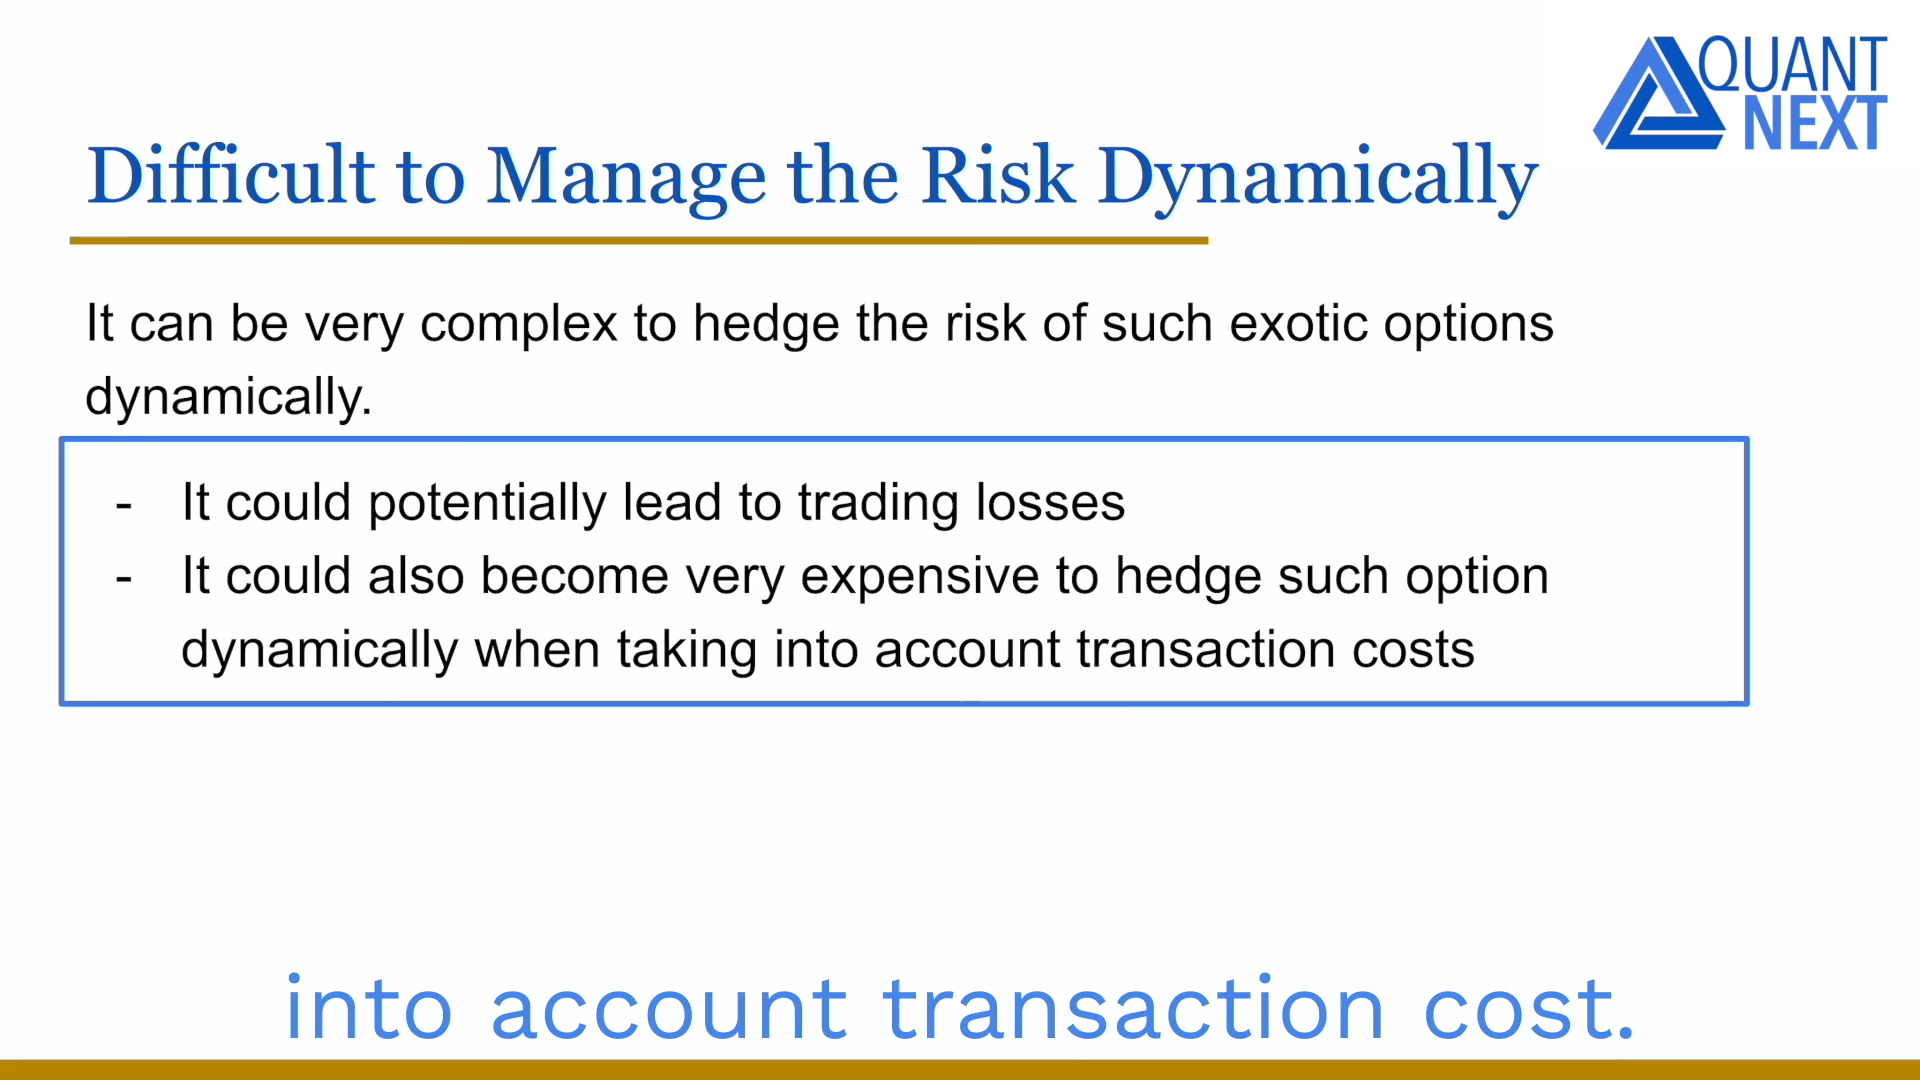 QUANT
NEXT
Difficult to Manage the Risk Dynamically
It can be very complex to hedge the risk of such exotic options
dynamically.
- It could potentially lead to trading losses
- It could also become very expensive to hedge such option
dynamically when taking into account transaction costs
into account transaction cost.